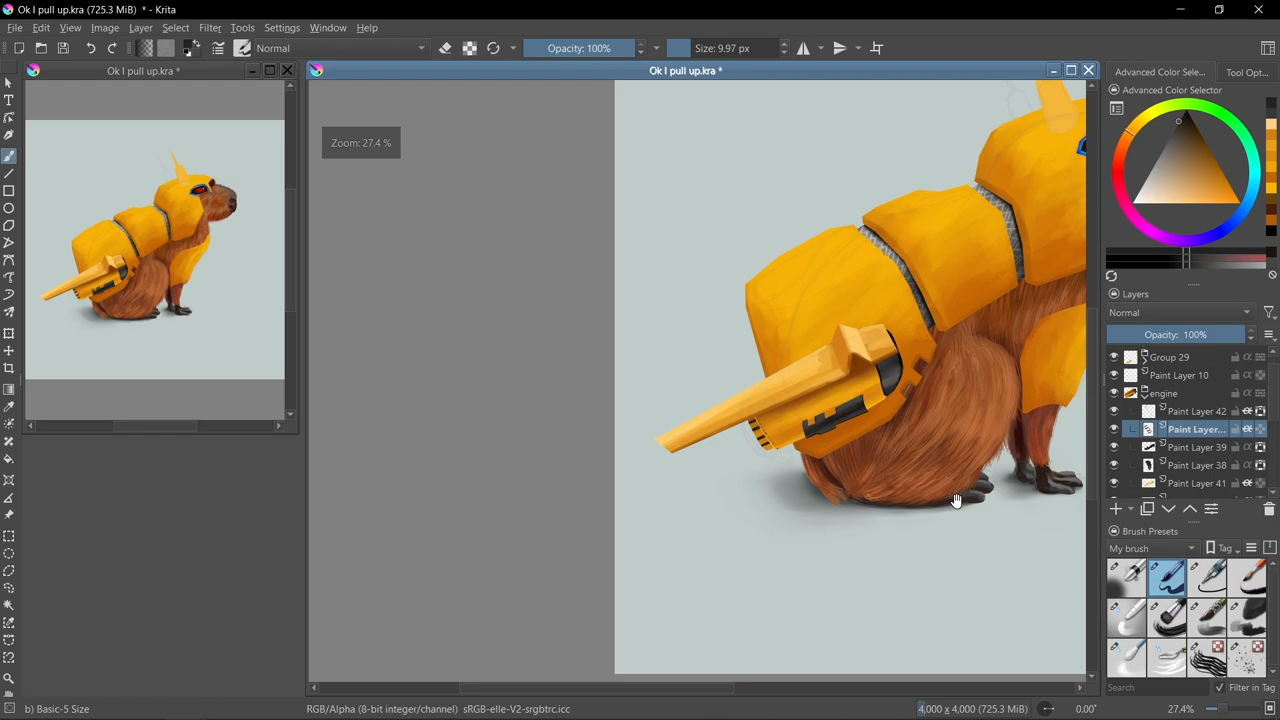 Ok I pull up.kra (725.3 MiB) * - Krita
File Edit View Image Layer Select Filter Tools Settings Window Help
Normal Opacity: 100% Size: 9.97 px
Ok I pull up.kra *
Ok I pull up.kra *
Zoom: 27.4 %
Advanced Color Sele... Tool Opt...
Advanced Color Selector
Layers
Normal
Opacity: 100%
Group 29
Paint Layer 10
engine
Paint Layer 42
Paint Layer...
Paint Layer 39
Paint Layer 38
Paint Layer 41
Brush Presets
My brush Tag
Search Filter in Tag
b) Basic-5 Size RGB/Alpha (8-bit integer/channel) sRGB-elle-V2-srgbtrc.icc 4,000 x 4,000 (725.3 MiB) 0.00° 27.4%